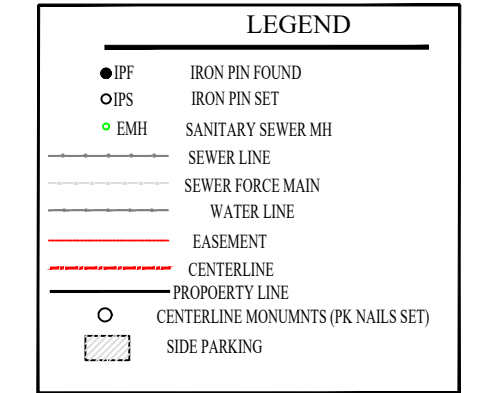 LEGEND
IPF IRON PIN FOUND
IPS IRON PIN SET
EMH SANITARY SEWER MH
SEWER LINE
SEWER FORCE MAIN
WATER LINE
EASEMENT
CENTERLINE
PROPOERTY LINE
CENTERLINE MONUMNTS (PK NAILS SET)
SIDE PARKING